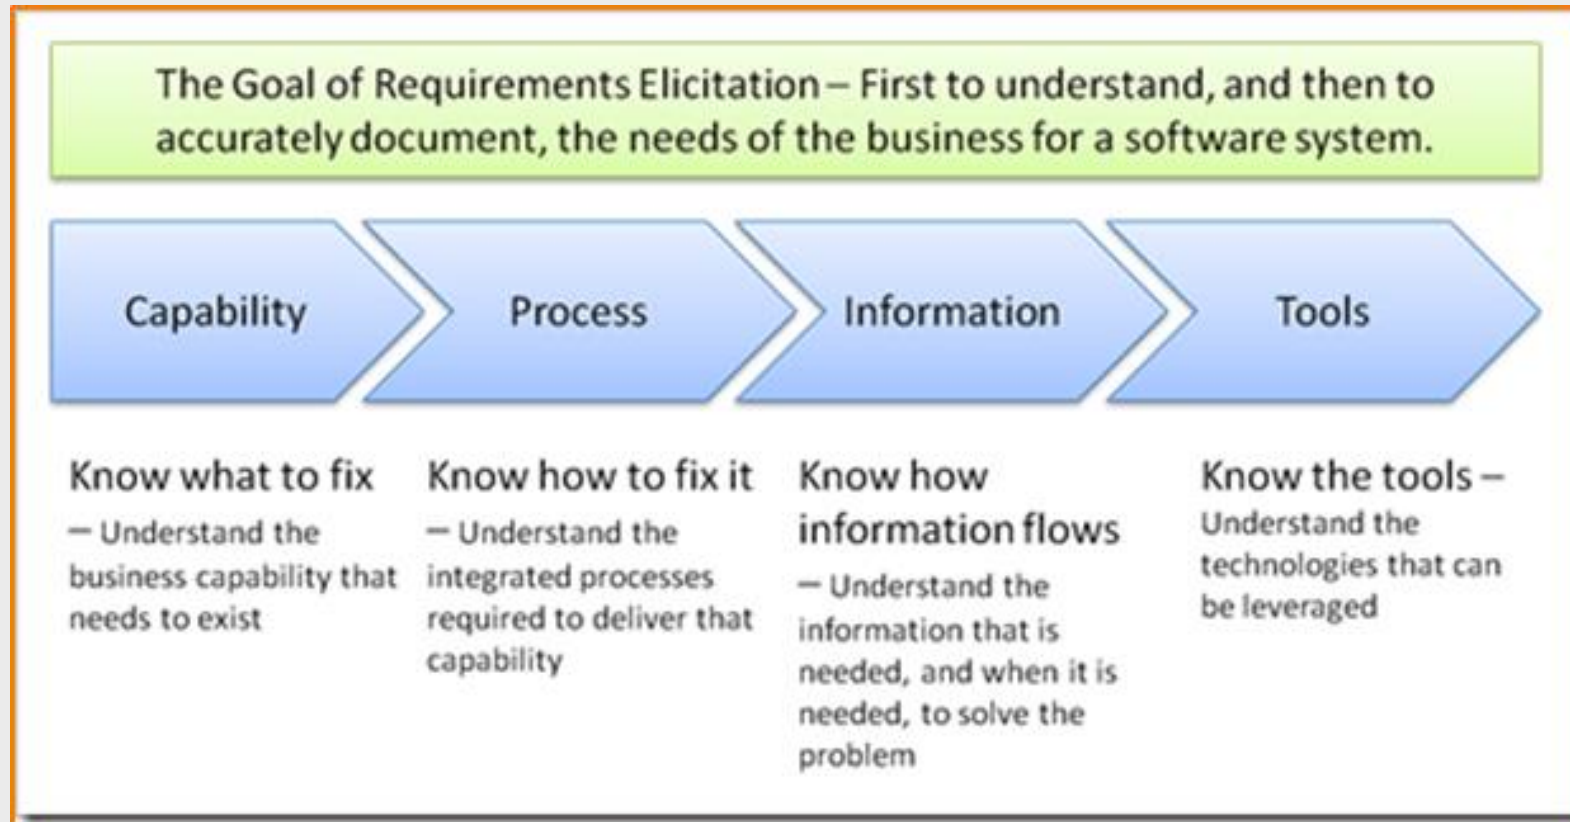 The Goal of Requirements Elicitation – First to understand, and then to
accurately document, the needs of the business for a software system.
Capability
Process
Information
Tools
Know what to fix
– Understand the
business capability that
needs to exist
Know how to fix it
– Understand the
integrated processes
required to deliver that
capability
Know how
information flows
– Understand the
information that is
needed, and when it is
needed, to solve the
problem
Know the tools –
Understand the
technologies that can
be leveraged